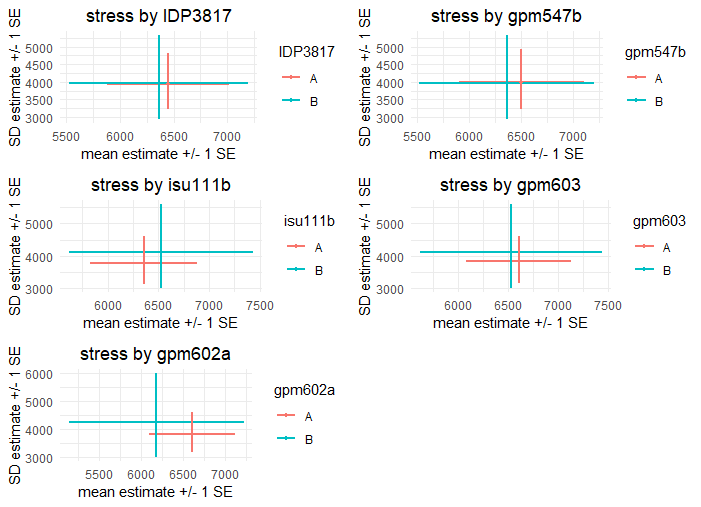 stress by IDP3817
SD estimate +/- 1 SE
5000
4500
4000
3500
3000
5500 6000 6500 7000
mean estimate +/- 1 SE
IDP3817
A
B
stress by gpm547b
SD estimate +/- 1 SE
5000
4500
4000
3500
3000
5500 6000 6500 7000
mean estimate +/- 1 SE
gpm547b
A
B
stress by isu111b
SD estimate +/- 1 SE
5000
4000
3000
6000 6500 7000 7500
mean estimate +/- 1 SE
isu111b
A
B
stress by gpm603
SD estimate +/- 1 SE
5000
4000
3000
6000 6500 7000 7500
mean estimate +/- 1 SE
gpm603
A
B
stress by gpm602a
SD estimate +/- 1 SE
6000
5000
4000
3000
5500 6000 6500 7000
mean estimate +/- 1 SE
gpm602a
A
B